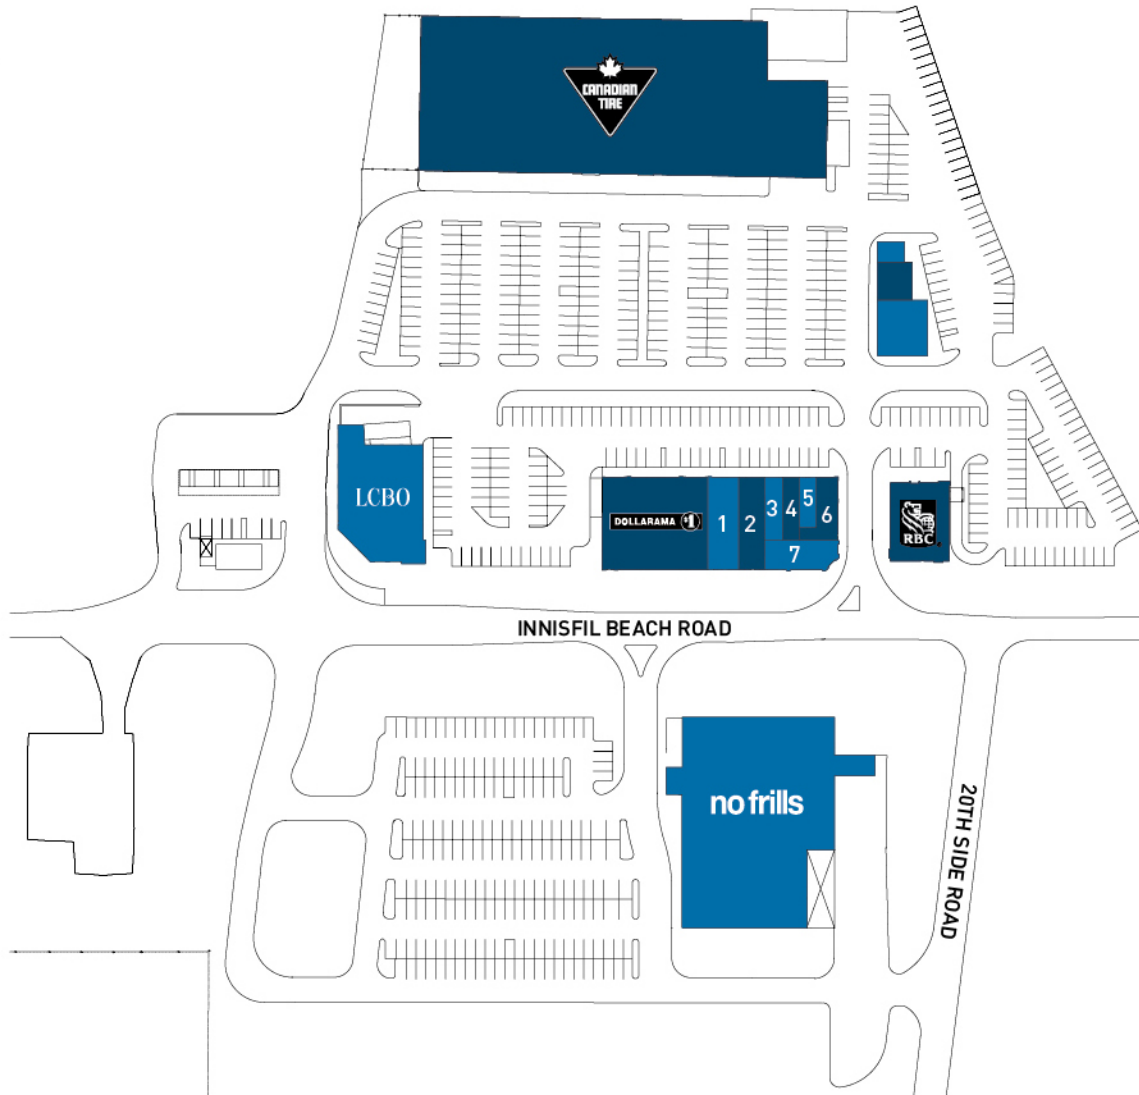 CANADIAN
TIRE
LCBO
DOLLARAMA $1
1
2
3
4
5
6
7
RBC
INNISFIL BEACH ROAD
no frills
20TH SIDE ROAD